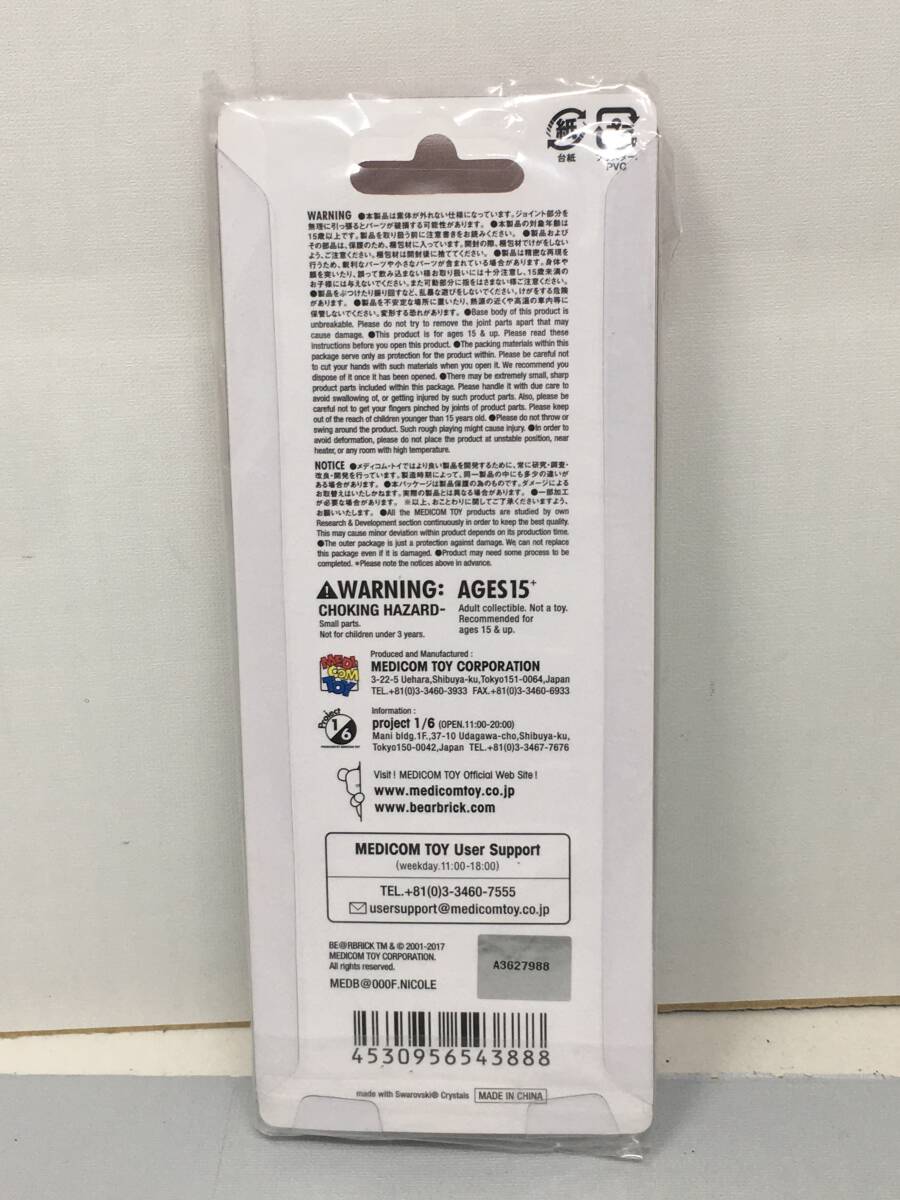 紙
台紙
PVC
WARNING ●本製品は素体が外れない仕様になっています。ジョイント部分を
無理に引っ張るとパーツが破損する可能性があります。 ●本製品の対象年齢は
15歳以上です。製品を取り扱う前に注意書きをお読みください。 ●製品および
その部品は、保護のため、梱包材に入っています。開封の際、梱包材でけがをしない
よう、ご注意ください。梱包材は開封後に捨ててください。 ●製品は精密な再現を
行うため、鋭利なパーツや小さなパーツが含まれている場合があります。身体や
顔を突いたり、誤って飲み込まない様お取り扱いには十分注意し、15歳未満の
お子様には与えないでください。また可動部分に指をはさまない様ご注意ください。
●製品をぶつけたり振り回すなど、乱暴な遊びをしないでください。けがをする危険
があります。 ●製品を不安定な場所に置いたり、熱源の近くや高温の車内等に
保管しないでください。変形する恐れがあります。 ●Base body of this product is
unbreakable. Please do not try to remove the joint parts apart that may
cause damage. ●This product is for ages 15 & up. Please read these
instructions before you open this product. ●The packing materials within this
package serve only as protection for the product within. Please be careful not
to cut your hands with such materials when you open it. We recommend you
dispose of it once it has been opened. ●There may be extremely small, sharp
product parts included within this package. Please handle it with due care to
avoid swallowing of, or getting injured by such product parts. Also, please be
careful not to get your fingers pinched by joints of product parts. Please keep
out of the reach of children younger than 15 years old. ●Please do not throw or
swing around the product. Such rough playing might cause injury. ●In order to
avoid deformation, please do not place the product at unstable position, near
heater, or any room with high temperature.
NOTICE ●メディコム・トイではより良い製品を開発するために、常に研究・調査・
改良・開発を行っています。製造時期によって、同一製品の中にも多少の違いが
ある場合があります。 ●本パッケージは製品保護の為のものです。ダメージによる
お取替えはいたしかねます。実際の製品とは異なる場合があります。 ●一部加工
が必要な場合があります。 ※以上、おことわりに関してご了承くださいますよう、
お願いいたします。 ●All the MEDICOM TOY products are studied by own
Research & Development section continuously in order to keep the best quality.
This may cause minor deviation within product depends on its production time.
●The outer package is just a protection against damage. We can not replace
this package even if it is damaged. ●Product may need some process to be
completed. *Please note the notices above in advance.
WARNING: AGES15+
CHOKING HAZARD-
Small parts.
Not for children under 3 years.
Adult collectible. Not a toy.
Recommended for
ages 15 & up.
MEDI
COM
TOY
Produced and Manufactured :
MEDICOM TOY CORPORATION
3-22-5 Uehara,Shibuya-ku,Tokyo151-0064,Japan
TEL.+81(0)3-3460-3933 FAX.+81(0)3-3460-6933
Project
1/6
PRODUCED BY MEDICOM TOY
Information :
project 1/6 (OPEN.11:00-20:00)
Mani bldg.1F.,37-10 Udagawa-cho,Shibuya-ku,
Tokyo150-0042,Japan TEL.+81(0)3-3467-7676
Visit! MEDICOM TOY Official Web Site!
www.medicomtoy.co.jp
www.bearbrick.com
MEDICOM TOY User Support
(weekday.11:00-18:00)
TEL.+81(0)3-3460-7555
usersupport@medicomtoy.co.jp
BE@RBRICK TM & © 2001-2017
MEDICOM TOY CORPORATION.
All rights reserved.
MEDB@000F.NICOLE
A3627988
4530956543888
made with Swarovski® Crystals MADE IN CHINA